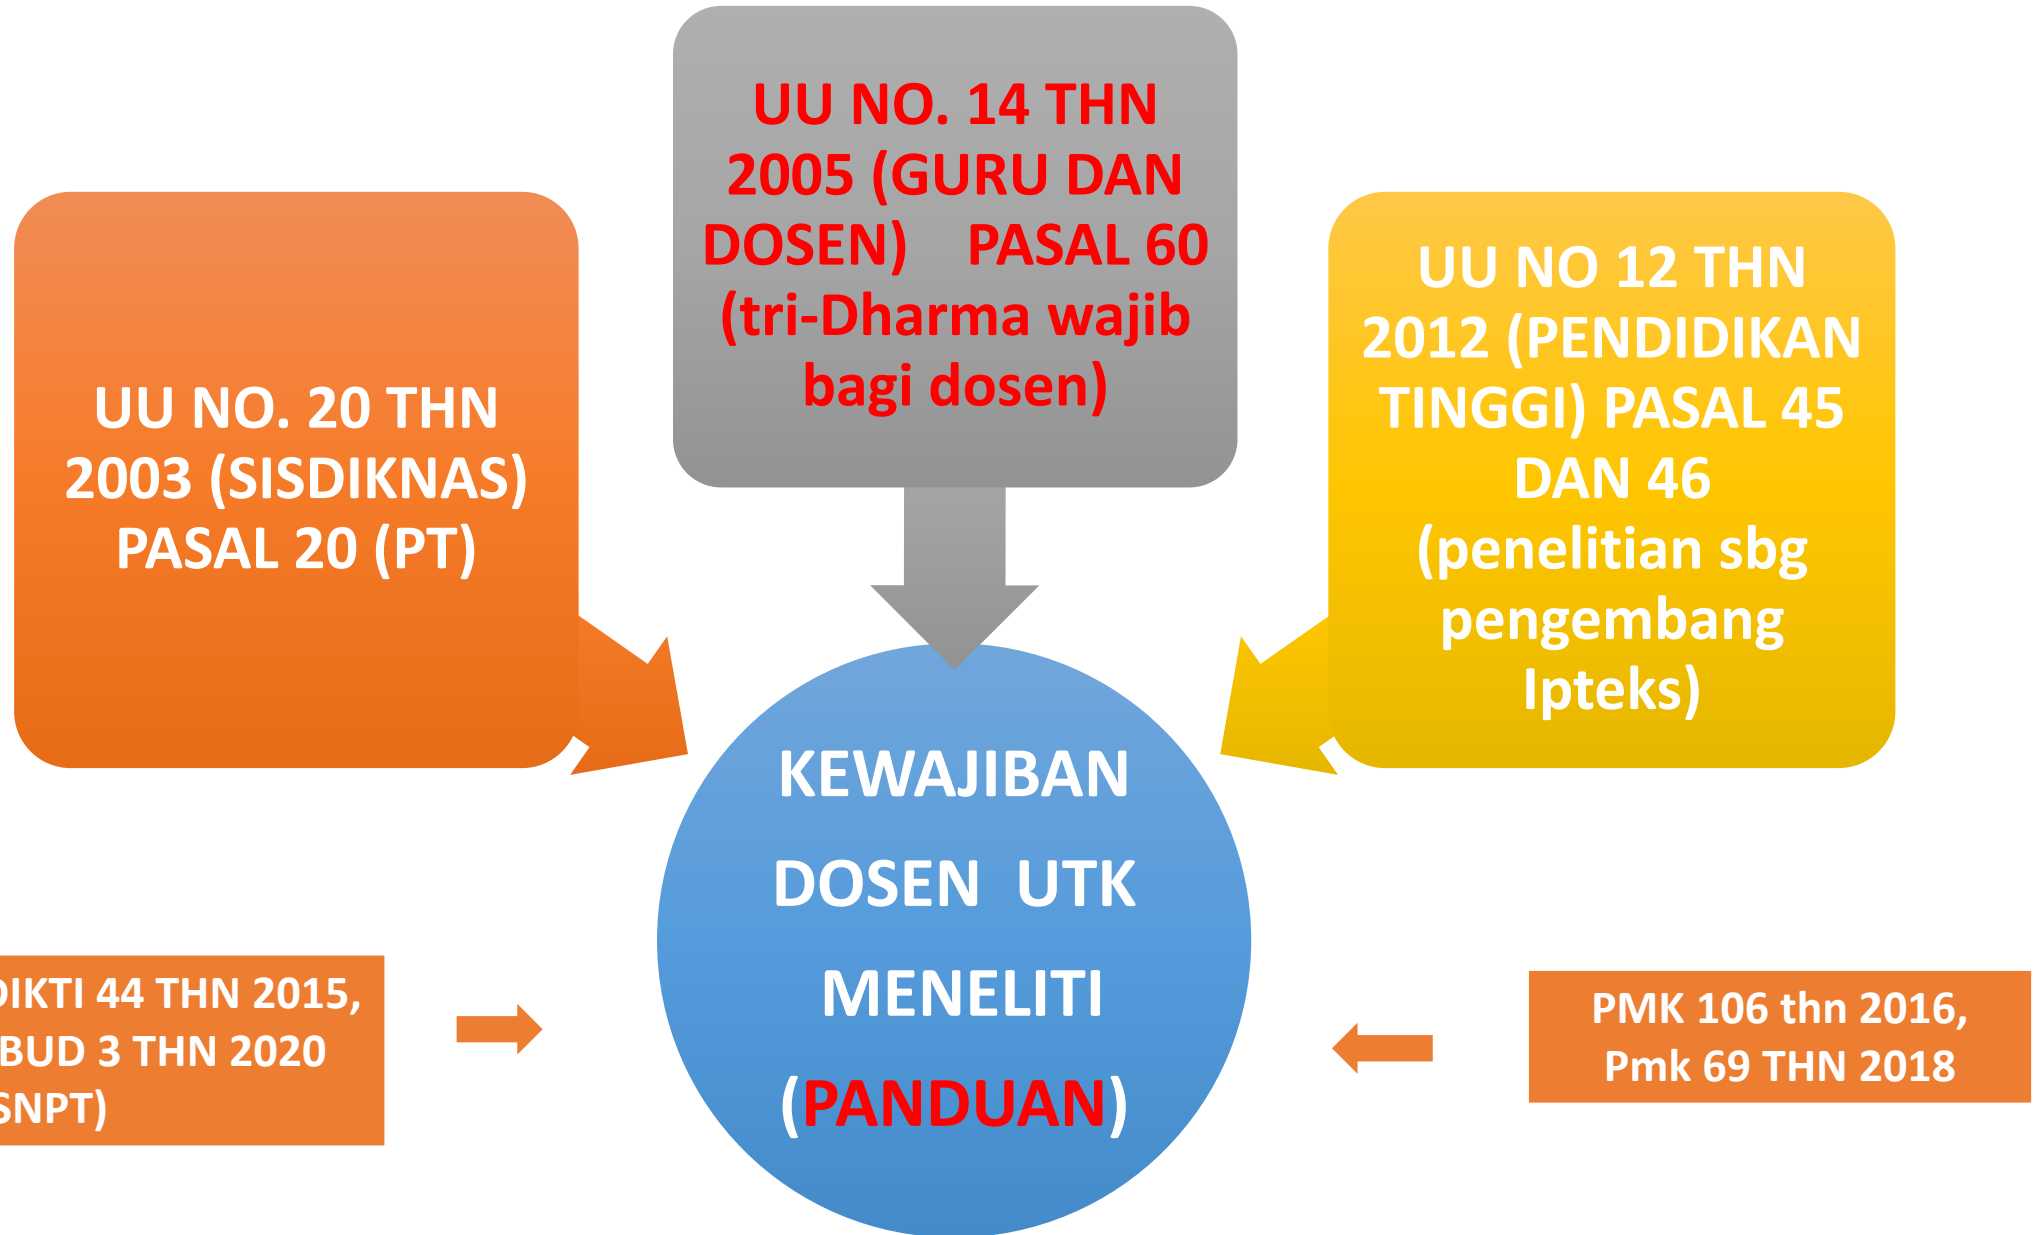 UU NO. 14 THN
2005 (GURU DAN
DOSEN) PASAL 60
(tri-Dharma wajib
bagi dosen)
UU NO. 20 THN
2003 (SISDIKNAS)
PASAL 20 (PT)
UU NO 12 THN
2012 (PENDIDIKAN
TINGGI) PASAL 45
DAN 46
(penelitian sbg
pengembang
Ipteks)
KEWAJIBAN
DOSEN UTK
MENELITI
(PANDUAN)
44 THN 2015,
3 THN 2020
PMK 106 thn 2016,
Pmk 69 THN 2018